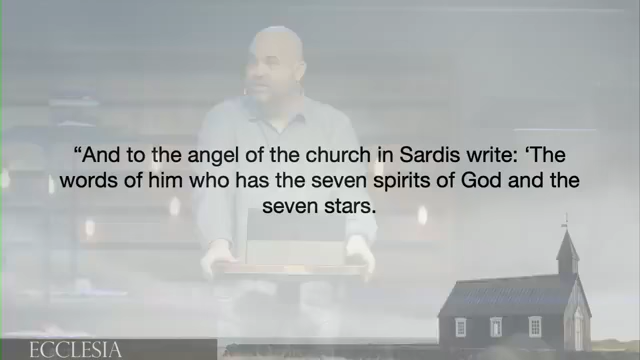 “And to the angel of the church in Sardis write: ‘The
words of him who has the seven spirits of God and the
seven stars.
ECCLESIA